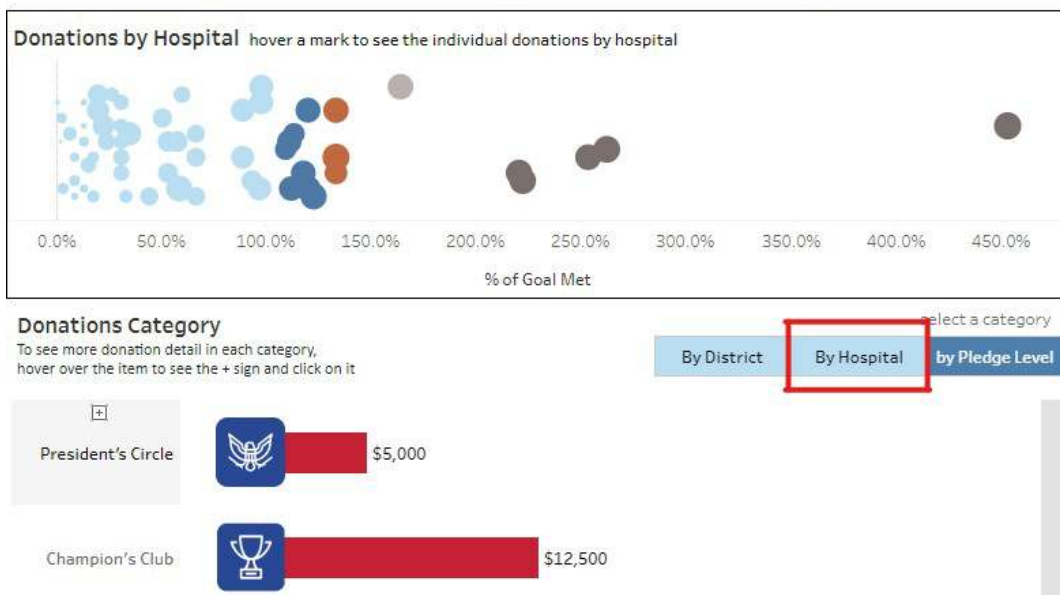 Donations by Hospital hover a mark to see the individual donations by hospital
0.0% 50.0% 100.0% 150.0% 200.0% 250.0% 300.0% 350.0% 400.0% 450.0%
% of Goal Met
Donations Category
select a category
To see more donation detail in each category,
hover over the item to see the + sign and click on it
By District By Hospital by Pledge Level
President's Circle $5,000
Champion's Club $12,500